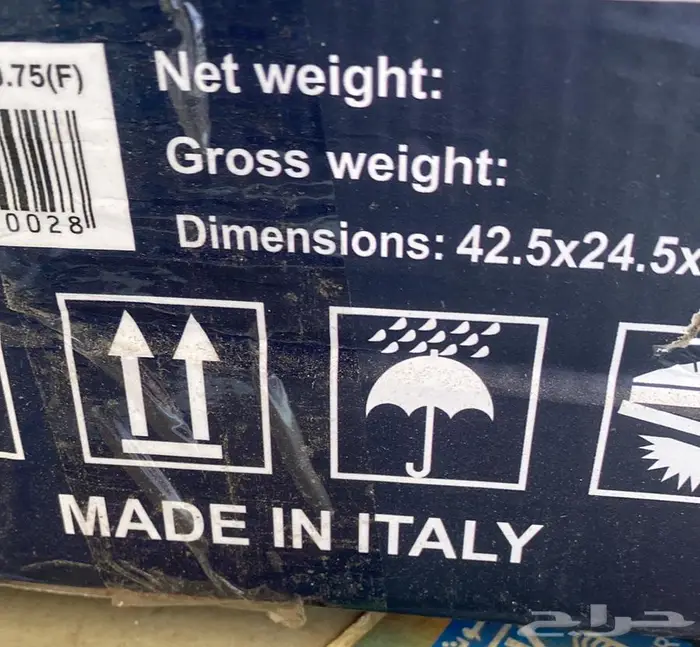 .75(F)
Net weight:
Gross weight:
0028
Dimensions: 42.5x24.5x
MADE IN ITALY
حراج